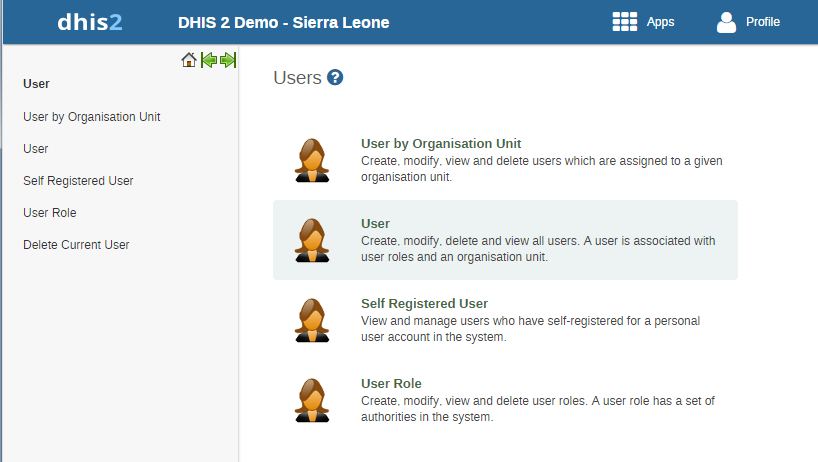 dhis2
DHIS 2 Demo - Sierra Leone
Apps
Profile
User
User by Organisation Unit
User
Self Registered User
User Role
Delete Current User
Users ?
User by Organisation Unit
Create, modify, view and delete users which are assigned to a given
organisation unit.
User
Create, modify, delete and view all users. A user is associated with
user roles and an organisation unit.
Self Registered User
View and manage users who have self-registered for a personal
user account in the system.
User Role
Create, modify, view and delete user roles. A user role has a set of
authorities in the system.